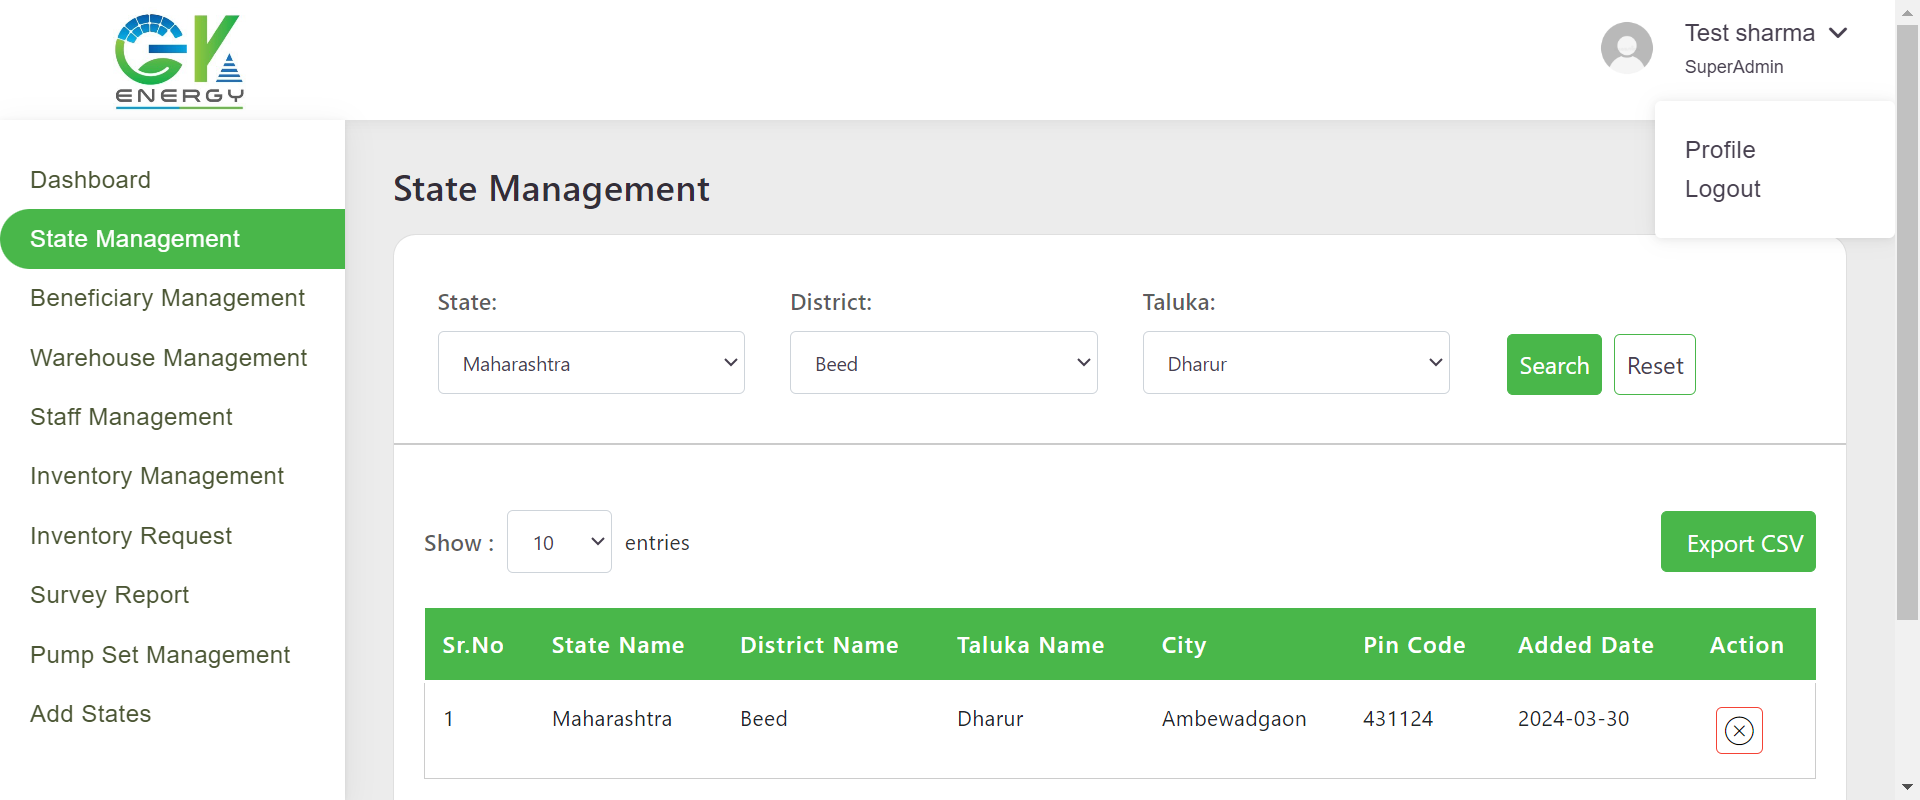 GK
ENERGY
Test sharma
SuperAdmin
Profile
Logout
Dashboard
State Management
Beneficiary Management
Warehouse Management
Staff Management
Inventory Management
Inventory Request
Survey Report
Pump Set Management
Add States
State Management
State: District: Taluka:
Maharashtra Beed Dharur Search Reset
Show : 10 entries Export CSV
Sr.No State Name District Name Taluka Name City Pin Code Added Date Action
1 Maharashtra Beed Dharur Ambewadgaon 431124 2024-03-30